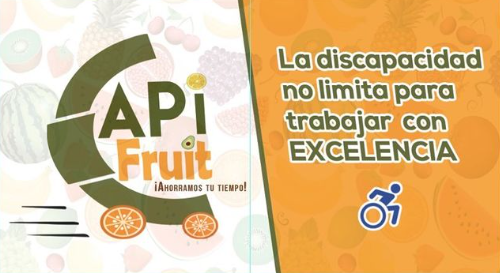 CAPi
Fruit
¡AHORRAMOS TU TIEMPO!
La discapacidad
no limita para
trabajar con
EXCELENCIA